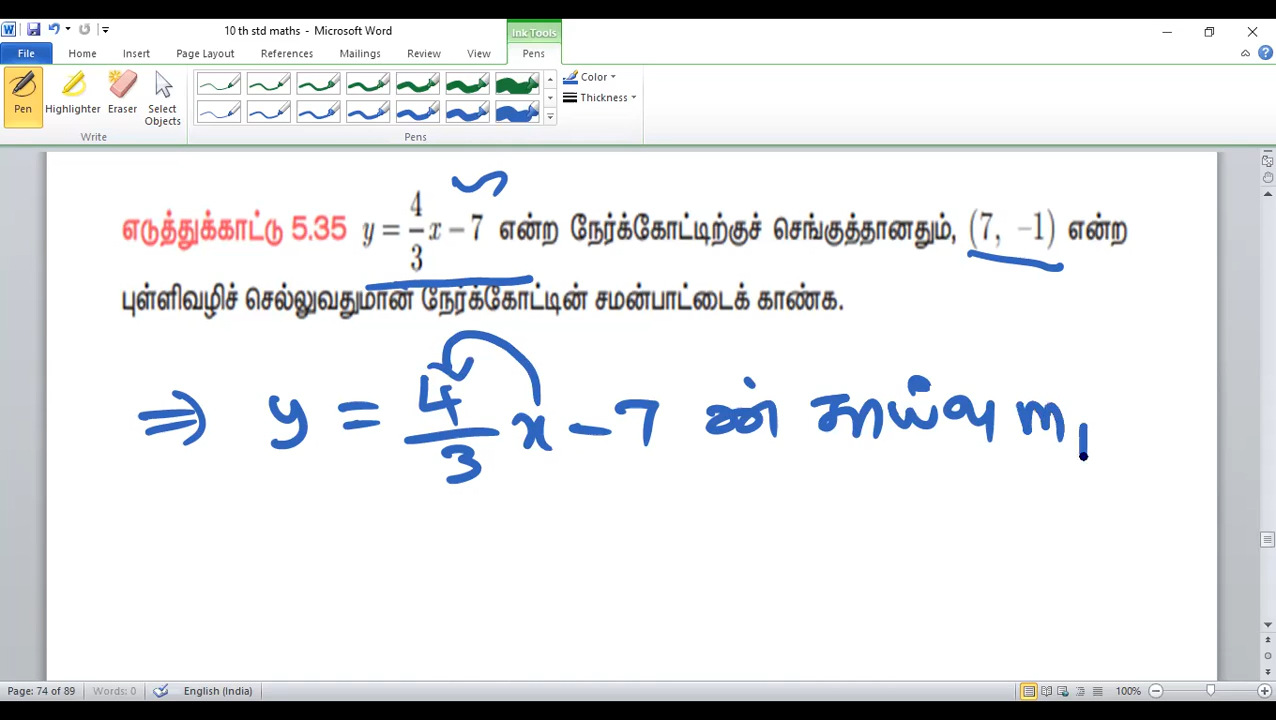 10 th std maths - Microsoft Word
Ink Tools
File Home Insert Page Layout References Mailings Review View Pens
Pen Highlighter Eraser Select Objects
Color
Thickness
Write Pens
எடுத்துக்காட்டு 5.35 y = 4/3 x − 7 என்ற நேர்க்கோட்டிற்குச் செங்குத்தானதும், (7, −1) என்ற
புள்ளிவழிச் செல்லுவதுமான நேர்க்கோட்டின் சமன்பாட்டைக் காண்க.
⇒ y = 4/3 x − 7 ன் சாய்வு m1
Page: 74 of 89 Words: 0 English (India) 100%